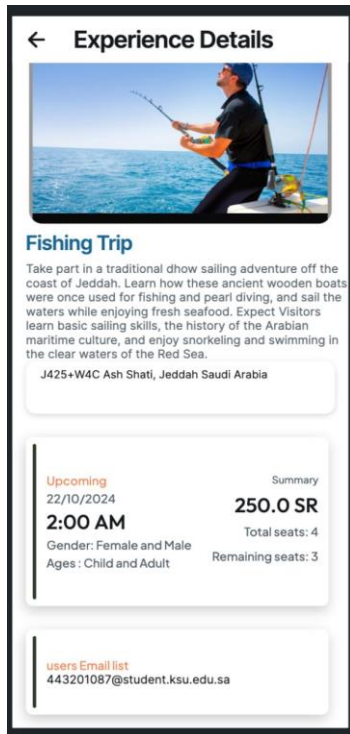 Experience Details
Fishing Trip
Take part in a traditional dhow sailing adventure off the
coast of Jeddah. Learn how these ancient wooden boats
were once used for fishing and pearl diving, and sail the
waters while enjoying fresh seafood. Expect Visitors
learn basic sailing skills, the history of the Arabian
maritime culture, and enjoy snorkeling and swimming in
the clear waters of the Red Sea.
J425+W4C Ash Shati, Jeddah Saudi Arabia
Upcoming
22/10/2024
2:00 AM
Gender: Female and Male
Ages : Child and Adult
Summary
250.0 SR
Total seats: 4
Remaining seats: 3
users Email list
443201087@student.ksu.edu.sa